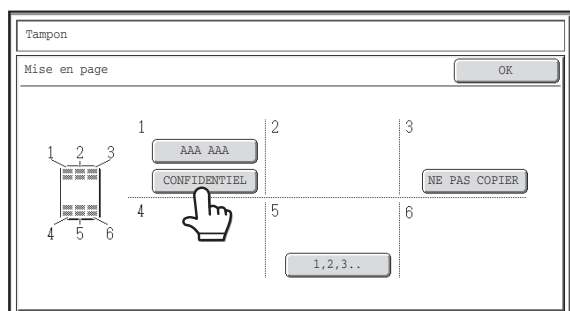 Tampon
Mise en page
OK
1 2 3
4 5 6
1
AAA AAA
CONFIDENTIEL
2
3
NE PAS COPIER
4
5
1,2,3..
6